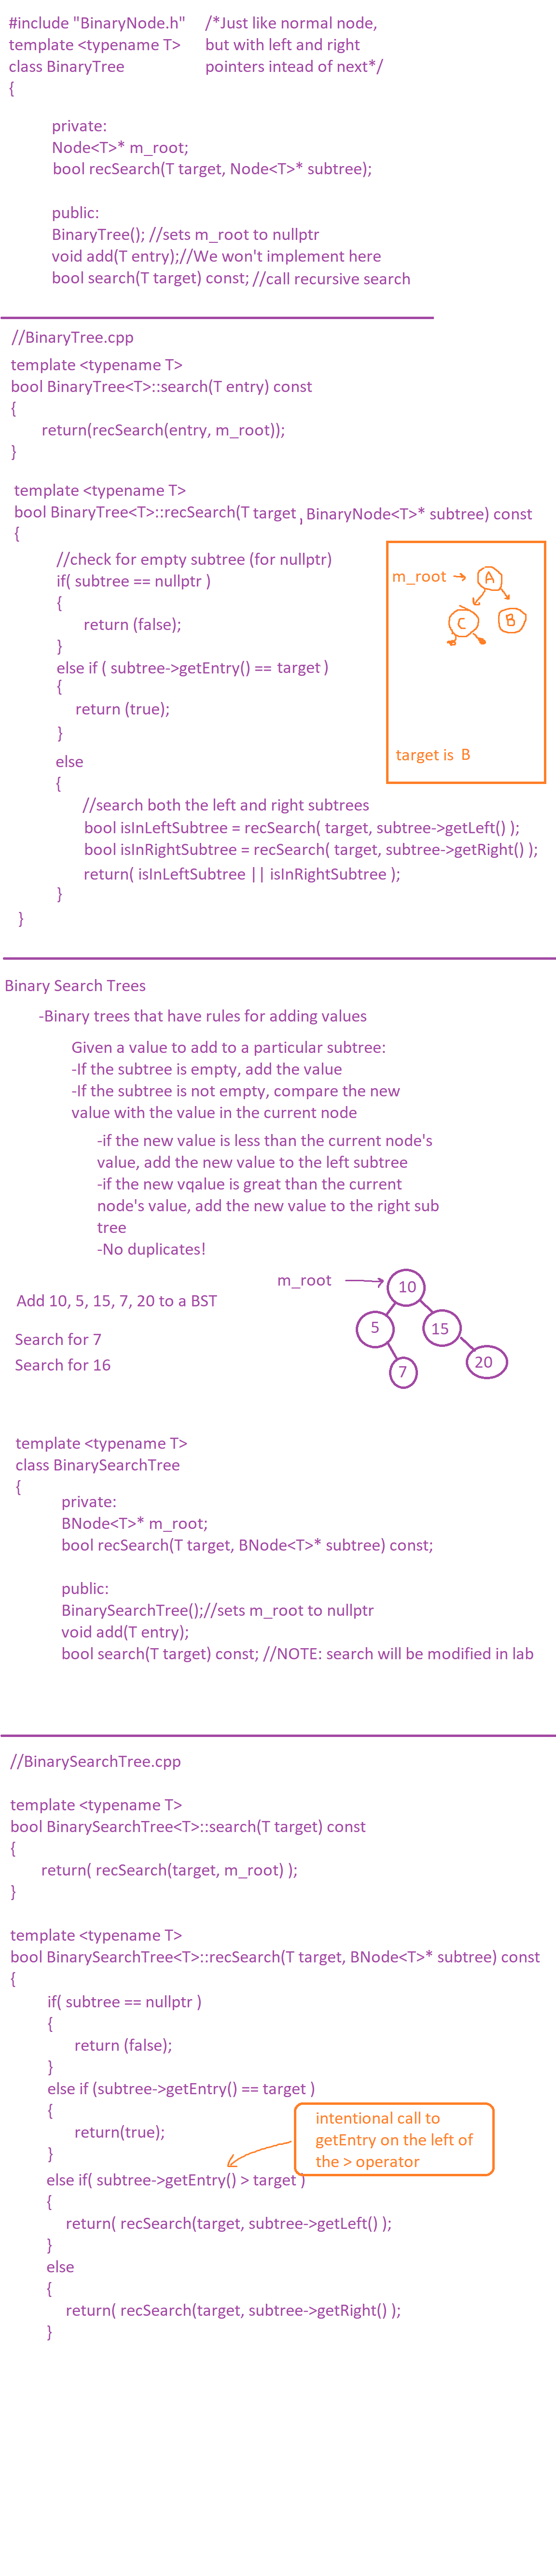 #include "BinaryNode.h" /*Just like normal node,
template <typename T> but with left and right
class BinaryTree pointers intead of next*/
{
private:
Node<T>* m_root;
bool recSearch(T target, Node<T>* subtree);
public:
BinaryTree(); //sets m_root to nullptr
void add(T entry);//We won't implement here
bool search(T target) const; //call recursive search
//BinaryTree.cpp
template <typename T>
bool BinaryTree<T>::search(T entry) const
{
return(recSearch(entry, m_root));
}
template <typename T>
bool BinaryTree<T>::recSearch(T target, BinaryNode<T>* subtree) const
{
//check for empty subtree (for nullptr)
if( subtree == nullptr )
{
return (false);
}
else if ( subtree->getEntry() == target )
{
return (true);
}
else
{
//search both the left and right subtrees
bool isInLeftSubtree = recSearch( target, subtree->getLeft() );
bool isInRightSubtree = recSearch( target, subtree->getRight() );
return( isInLeftSubtree || isInRightSubtree );
}
}
m_root
A
C
B
target is B
Binary Search Trees
-Binary trees that have rules for adding values
Given a value to add to a particular subtree:
-If the subtree is empty, add the value
-If the subtree is not empty, compare the new
value with the value in the current node
-if the new value is less than the current node's
value, add the new value to the left subtree
-if the new vqalue is great than the current
node's value, add the new value to the right sub
tree
-No duplicates!
Add 10, 5, 15, 7, 20 to a BST
Search for 7
Search for 16
m_root
10
5
15
7
20
template <typename T>
class BinarySearchTree
{
private:
BNode<T>* m_root;
bool recSearch(T target, BNode<T>* subtree) const;
public:
BinarySearchTree();//sets m_root to nullptr
void add(T entry);
bool search(T target) const; //NOTE: search will be modified in lab
//BinarySearchTree.cpp
template <typename T>
bool BinarySearchTree<T>::search(T target) const
{
return( recSearch(target, m_root) );
}
template <typename T>
bool BinarySearchTree<T>::recSearch(T target, BNode<T>* subtree) const
{
if( subtree == nullptr )
{
return (false);
}
else if (subtree->getEntry() == target )
{
return(true);
}
else if( subtree->getEntry() > target )
{
return( recSearch(target, subtree->getLeft() );
}
else
{
return( recSearch(target, subtree->getRight() );
}
intentional call to
getEntry on the left of
the > operator